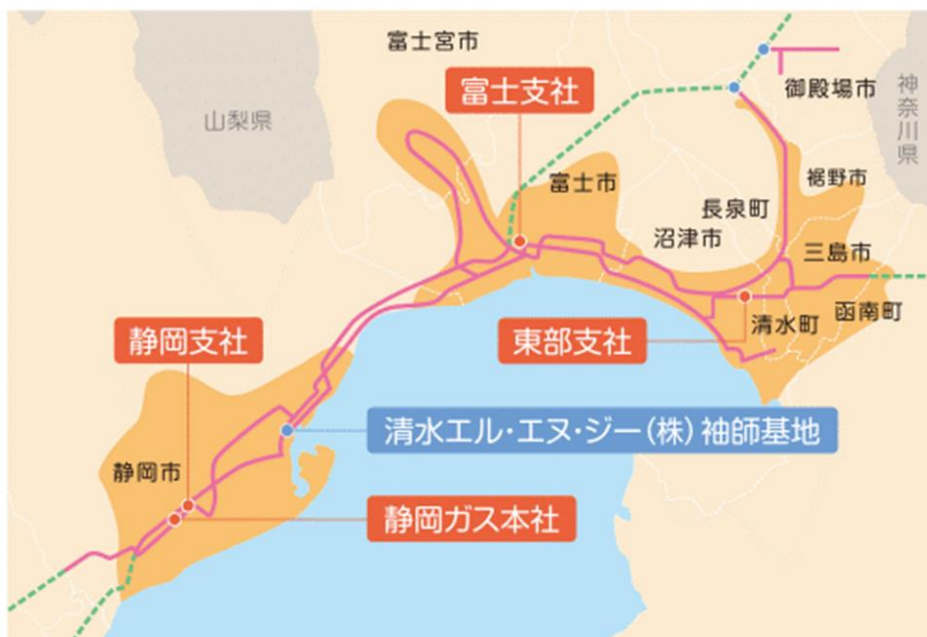 富士宮市
富士支社
御殿場市
神奈川県
山梨県
富士市
裾野市
長泉町
沼津市
三島市
静岡支社
東部支社
清水町
函南町
清水エル・エヌ・ジー(株)袖師基地
静岡市
静岡ガス本社